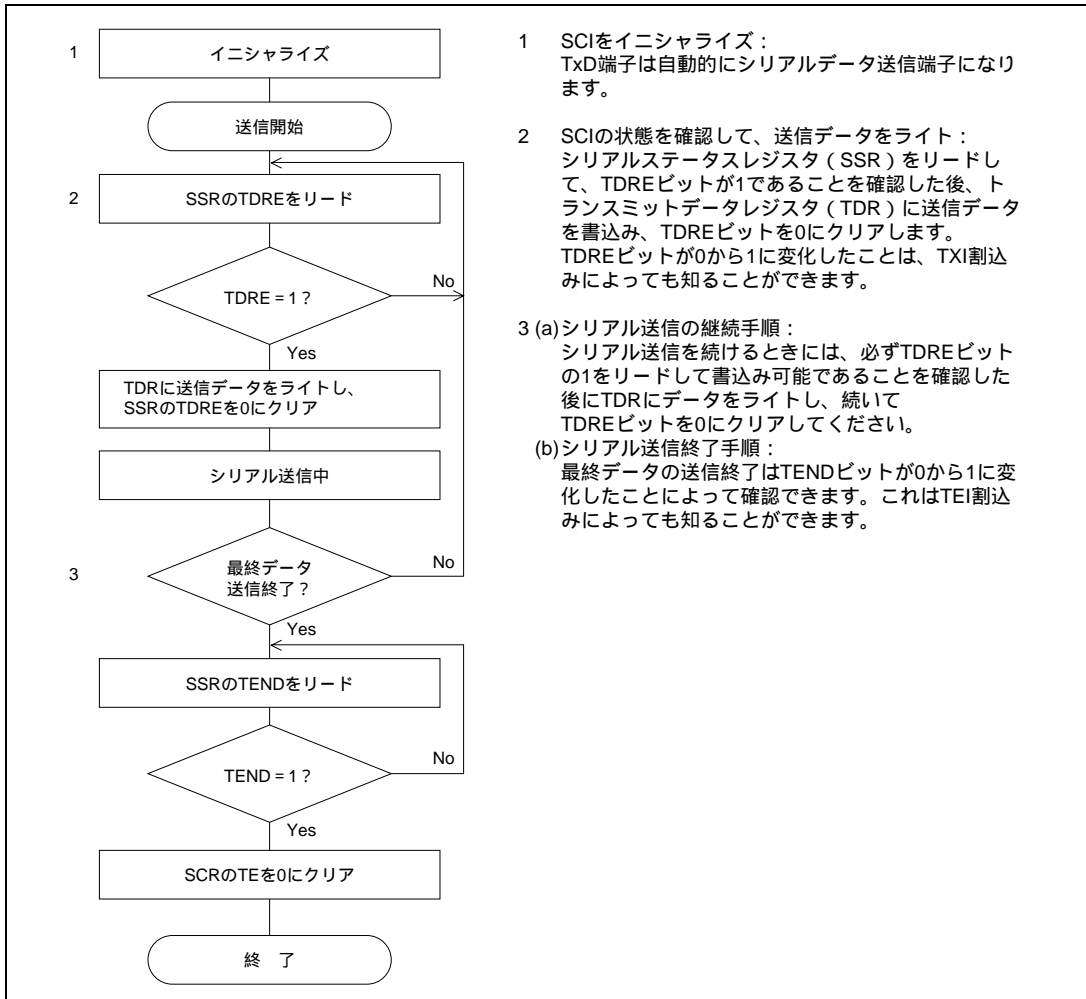 1
イニシャライズ
送信開始
2
SSRのTDREをリード
TDRE = 1 ?
No
Yes
TDRに送信データをライトし、
SSRのTDREを0にクリア
シリアル送信中
3
最終データ
送信終了？
No
Yes
SSRのTENDをリード
TEND = 1 ?
No
Yes
SCRのTEを0にクリア
終 了
1 SCIをイニシャライズ：
TxD端子は自動的にシリアルデータ送信端子になり
ます。
2 SCIの状態を確認して、送信データをライト：
シリアルステータスレジスタ（SSR）をリードし
て、TDREビットが1であることを確認した後、ト
ランスミットデータレジスタ（TDR）に送信データ
を書込み、TDREビットを0にクリアします。
TDREビットが0から1に変化したことは、TXI割込
みによっても知ることができます。
3 (a)シリアル送信の継続手順：
シリアル送信を続けるときには、必ずTDREビット
の1をリードして書込み可能であることを確認した
後にTDRにデータをライトし、続いて
TDREビットを0にクリアしてください。
(b)シリアル送信終了手順：
最終データの送信終了はTENDビットが0から1に変
化したことによって確認できます。これはTEI割込
みによっても知ることができます。